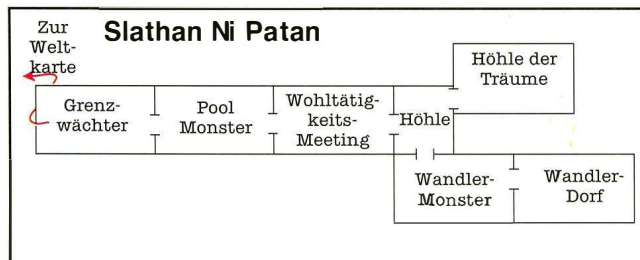 Zur
Welt-
karte
Slathan Ni Patan
Grenz-
wächter
Pool
Monster
Wohltätig-
keits-
Meeting
Höhle
Höhle der
Träume
Wandler-
Monster
Wandler-
Dorf